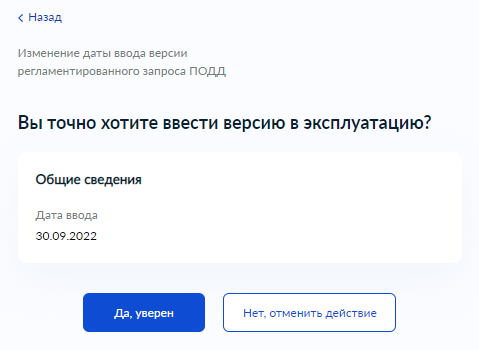 Назад
Изменение даты ввода версии
регламентированного запроса ПОДД
Вы точно хотите ввести версию в эксплуатацию?
Общие сведения
Дата ввода
30.09.2022
Да, уверен
Нет, отменить действие